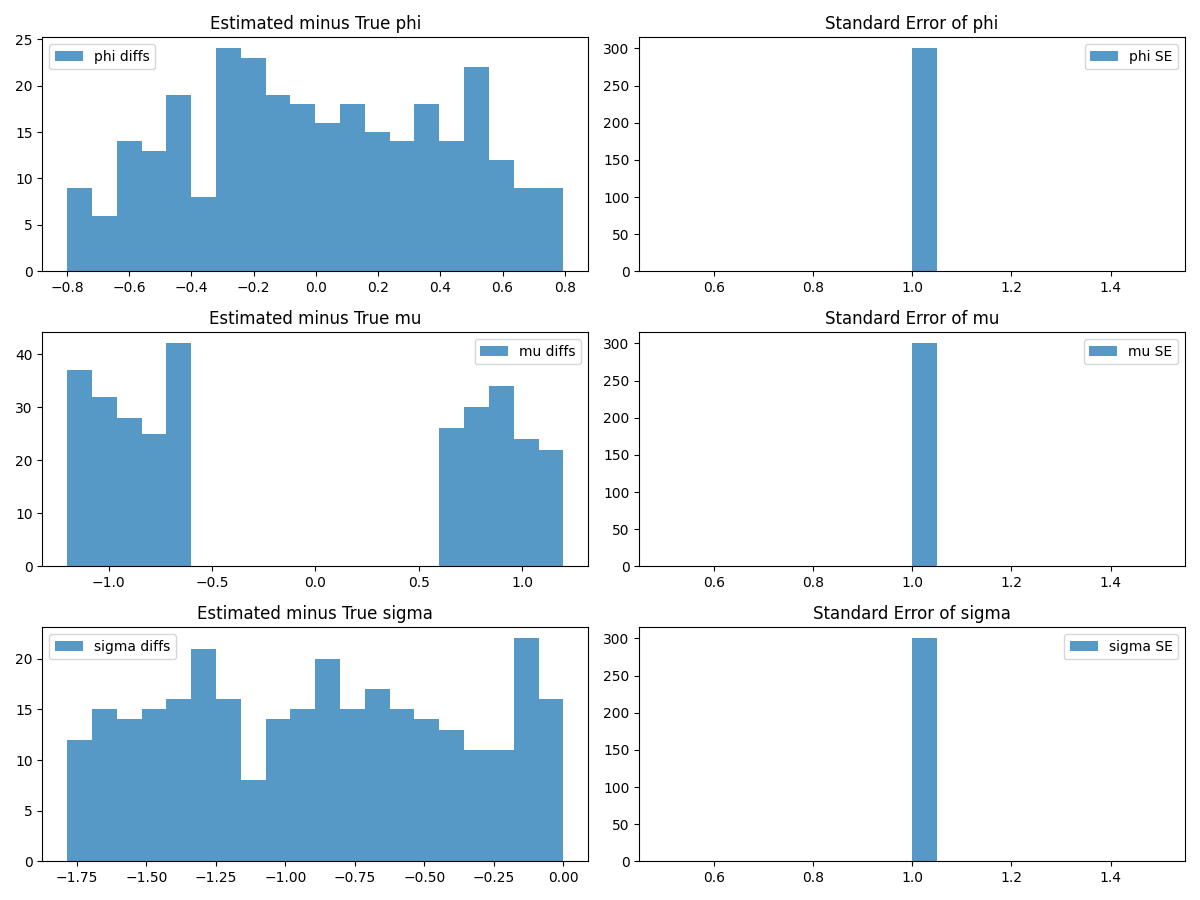 Estimated minus True phi
25
20
15
10
5
0
phi diffs
−0.8 −0.6 −0.4 −0.2 0.0 0.2 0.4 0.6 0.8
Standard Error of phi
300
250
200
150
100
50
0
phi SE
0.6 0.8 1.0 1.2 1.4
Estimated minus True mu
40
30
20
10
0
mu diffs
−1.0 −0.5 0.0 0.5 1.0
Standard Error of mu
300
250
200
150
100
50
0
mu SE
0.6 0.8 1.0 1.2 1.4
Estimated minus True sigma
20
15
10
5
0
sigma diffs
−1.75 −1.50 −1.25 −1.00 −0.75 −0.50 −0.25 0.00
Standard Error of sigma
300
250
200
150
100
50
0
sigma SE
0.6 0.8 1.0 1.2 1.4